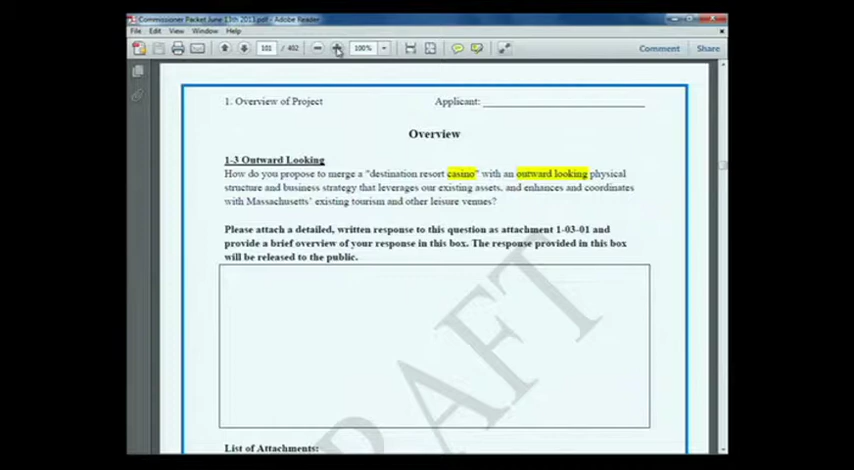 Commissioner Packet June 13th 2013.pdf - Adobe Reader
File Edit View Window Help
101 / 402 100% Comment Share
1. Overview of Project Applicant: ______________________________
Overview
1-3 Outward Looking
How do you propose to merge a "destination resort casino" with an outward looking physical
structure and business strategy that leverages our existing assets, and enhances and coordinates
with Massachusetts' existing tourism and other leisure venues?
Please attach a detailed, written response to this question as attachment 1-03-01 and
provide a brief overview of your response in this box. The response provided in this box
will be released to the public.
DRAFT
List of Attachments: